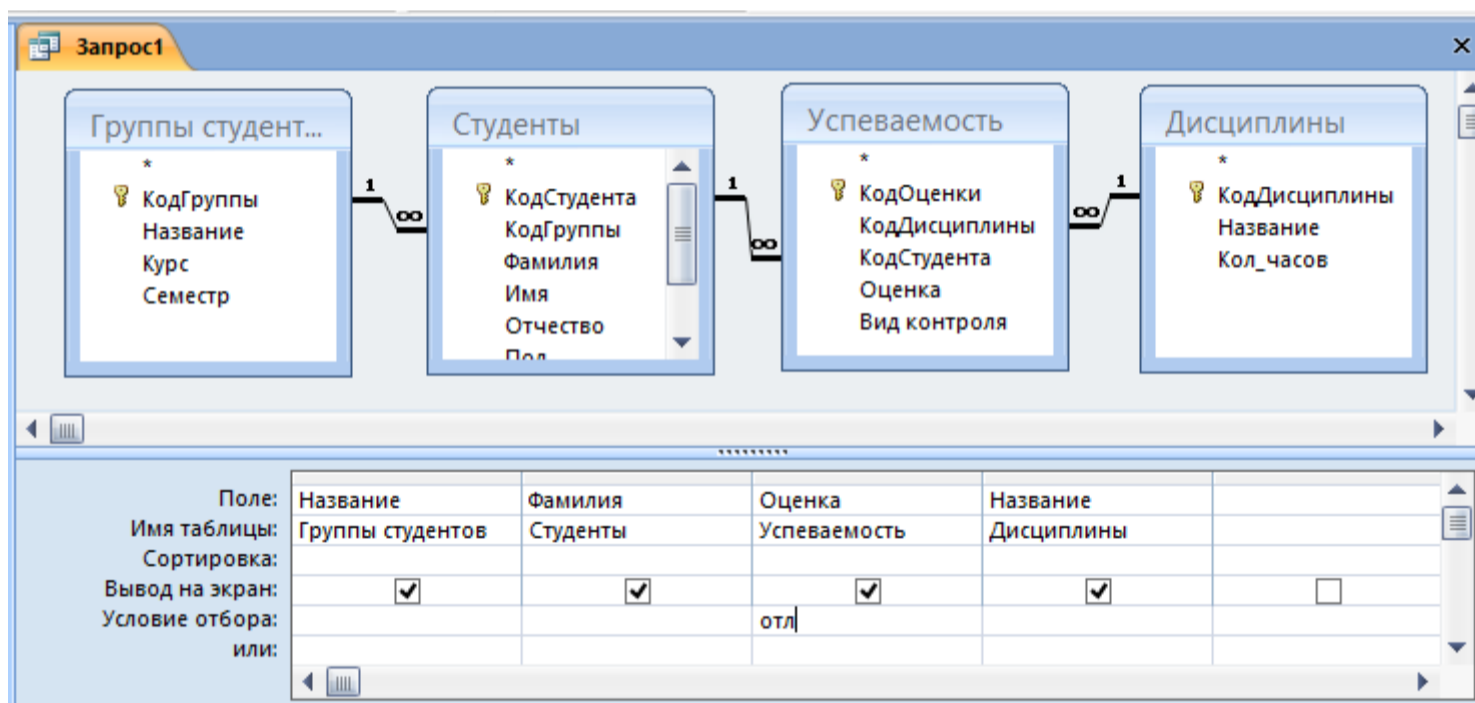 Запрос1
Группы студент...
*
КодГруппы
Название
Курс
Семестр
1
∞
Студенты
*
КодСтудента
КодГруппы
Фамилия
Имя
Отчество
Пол
1
∞
Успеваемость
*
КодОценки
КодДисциплины
КодСтудента
Оценка
Вид контроля
∞
1
Дисциплины
*
КодДисциплины
Название
Кол_часов
Поле: Название Фамилия Оценка Название
Имя таблицы: Группы студентов Студенты Успеваемость Дисциплины
Сортировка:
Вывод на экран:
Условие отбора: отл
или: